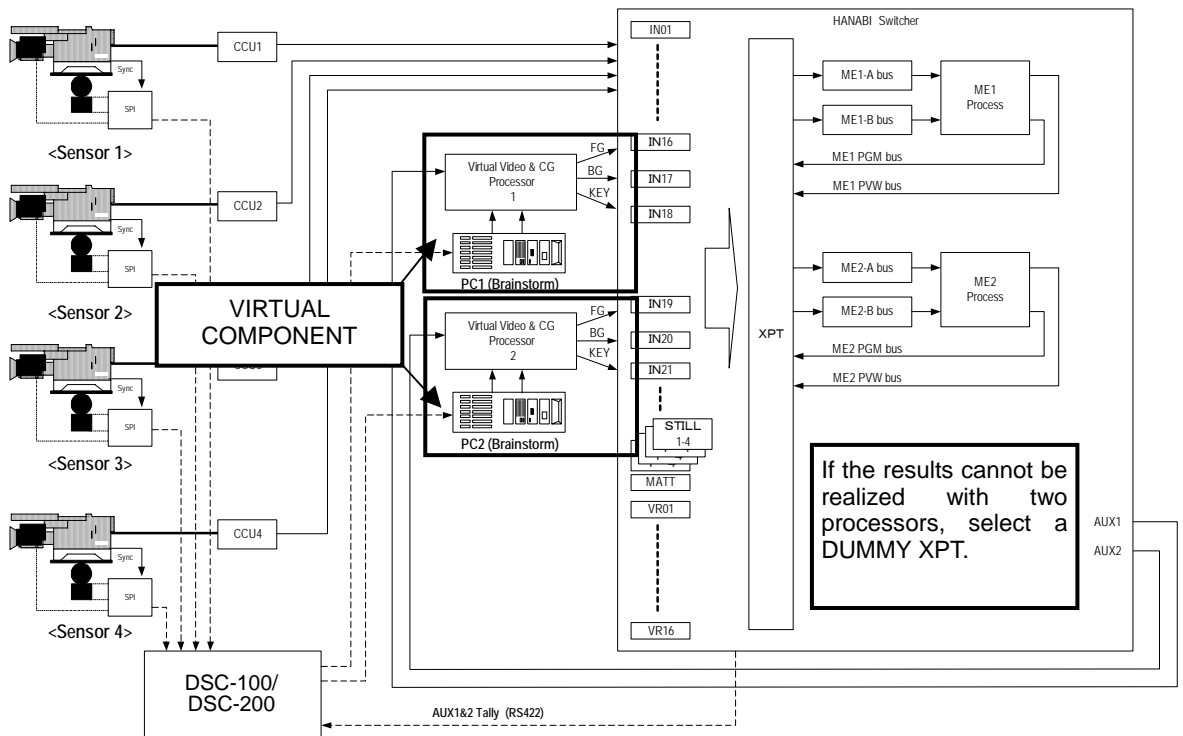 HANABI Switcher
CCU1
Sync
SPI
<Sensor 1>
CCU2
Sync
SPI
<Sensor 2>
VIRTUAL
COMPONENT
Sync
SPI
<Sensor 3>
CCU4
Sync
SPI
<Sensor 4>
DSC-100/
DSC-200
AUX1&2 Tally (RS422)
Virtual Video & CG
Processor
1
FG
BG
KEY
PC1 (Brainstorm)
Virtual Video & CG
Processor
2
FG
BG
KEY
PC2 (Brainstorm)
IN01
IN16
IN17
IN18
IN19
IN20
IN21
STILL
1-4
MATT
VR01
VR16
XPT
ME1-A bus
ME1-B bus
ME1
Process
ME1 PGM bus
ME1 PVW bus
ME2-A bus
ME2-B bus
ME2
Process
ME2 PGM bus
ME2 PVW bus
If the results cannot be
realized with two
processors, select a
DUMMY XPT.
AUX1
AUX2